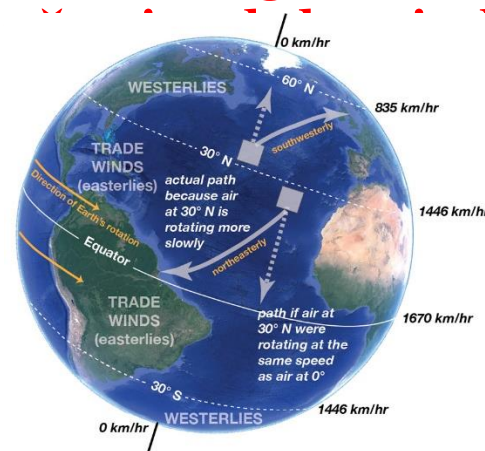 0 km/hr
60° N
WESTERLIES
835 km/hr
southwesterly
30° N
TRADE
WINDS
(easterlies)
actual path
because air
at 30° N is
rotating more
slowly
Direction of Earth's rotation
1446 km/hr
northeasterly
Equator
TRADE
WINDS
(easterlies)
path if air at
30° N were
rotating at the
same speed
as air at 0°
1670 km/hr
30° S
1446 km/hr
WESTERLIES
0 km/hr